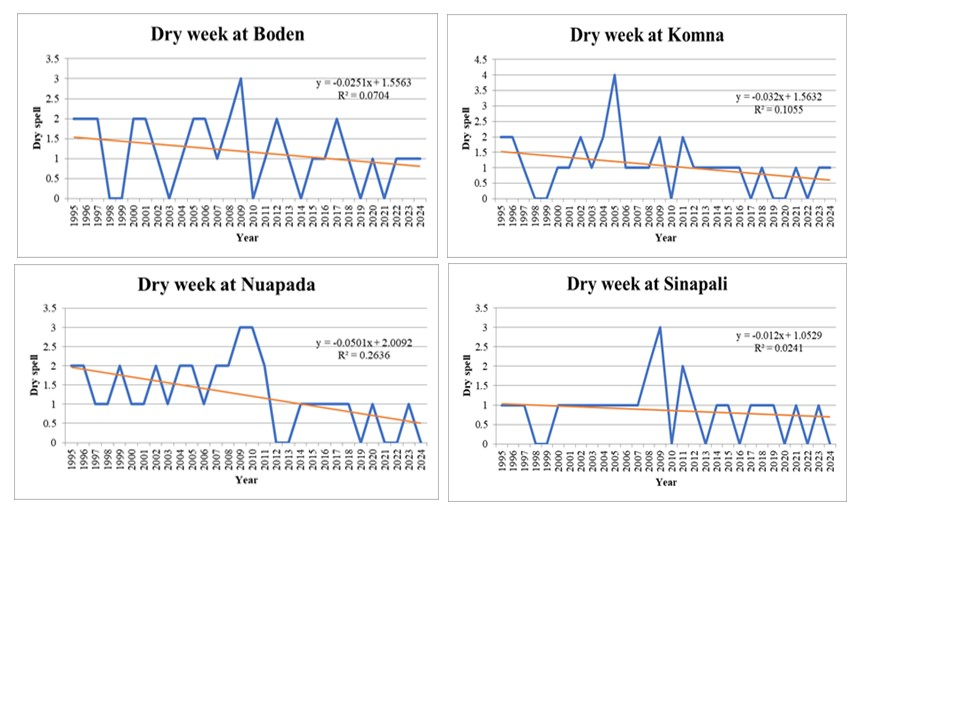 Dry week at Boden
3.5
3
2.5
2
1.5
1
0.5
0
Dry spell
y = -0.0251x + 1.5563
R² = 0.0704
1995 1996 1997 1998 1999 2000 2001 2002 2003 2004 2005 2006 2007 2008 2009 2010 2011 2012 2013 2014 2015 2016 2017 2018 2019 2020 2021 2022 2023 2024
Year
Dry week at Komna
4.5
4
3.5
3
2.5
2
1.5
1
0.5
0
Dry spell
y = -0.032x + 1.5632
R² = 0.1055
1995 1996 1997 1998 1999 2000 2001 2002 2003 2004 2005 2006 2007 2008 2009 2010 2011 2012 2013 2014 2015 2016 2017 2018 2019 2020 2021 2022 2023 2024
Year
Dry week at Nuapada
3.5
3
2.5
2
1.5
1
0.5
0
Dry spell
y = -0.0501x + 2.0092
R² = 0.2636
1995 1996 1997 1998 1999 2000 2001 2002 2003 2004 2005 2006 2007 2008 2009 2010 2011 2012 2013 2014 2015 2016 2017 2018 2019 2020 2021 2022 2023 2024
Year
Dry week at Sinapali
3.5
3
2.5
2
1.5
1
0.5
0
Dry spell
y = -0.012x + 1.0529
R² = 0.0241
1995 1996 1997 1998 1999 2000 2001 2002 2003 2004 2005 2006 2007 2008 2009 2010 2011 2012 2013 2014 2015 2016 2017 2018 2019 2020 2021 2022 2023 2024
Year